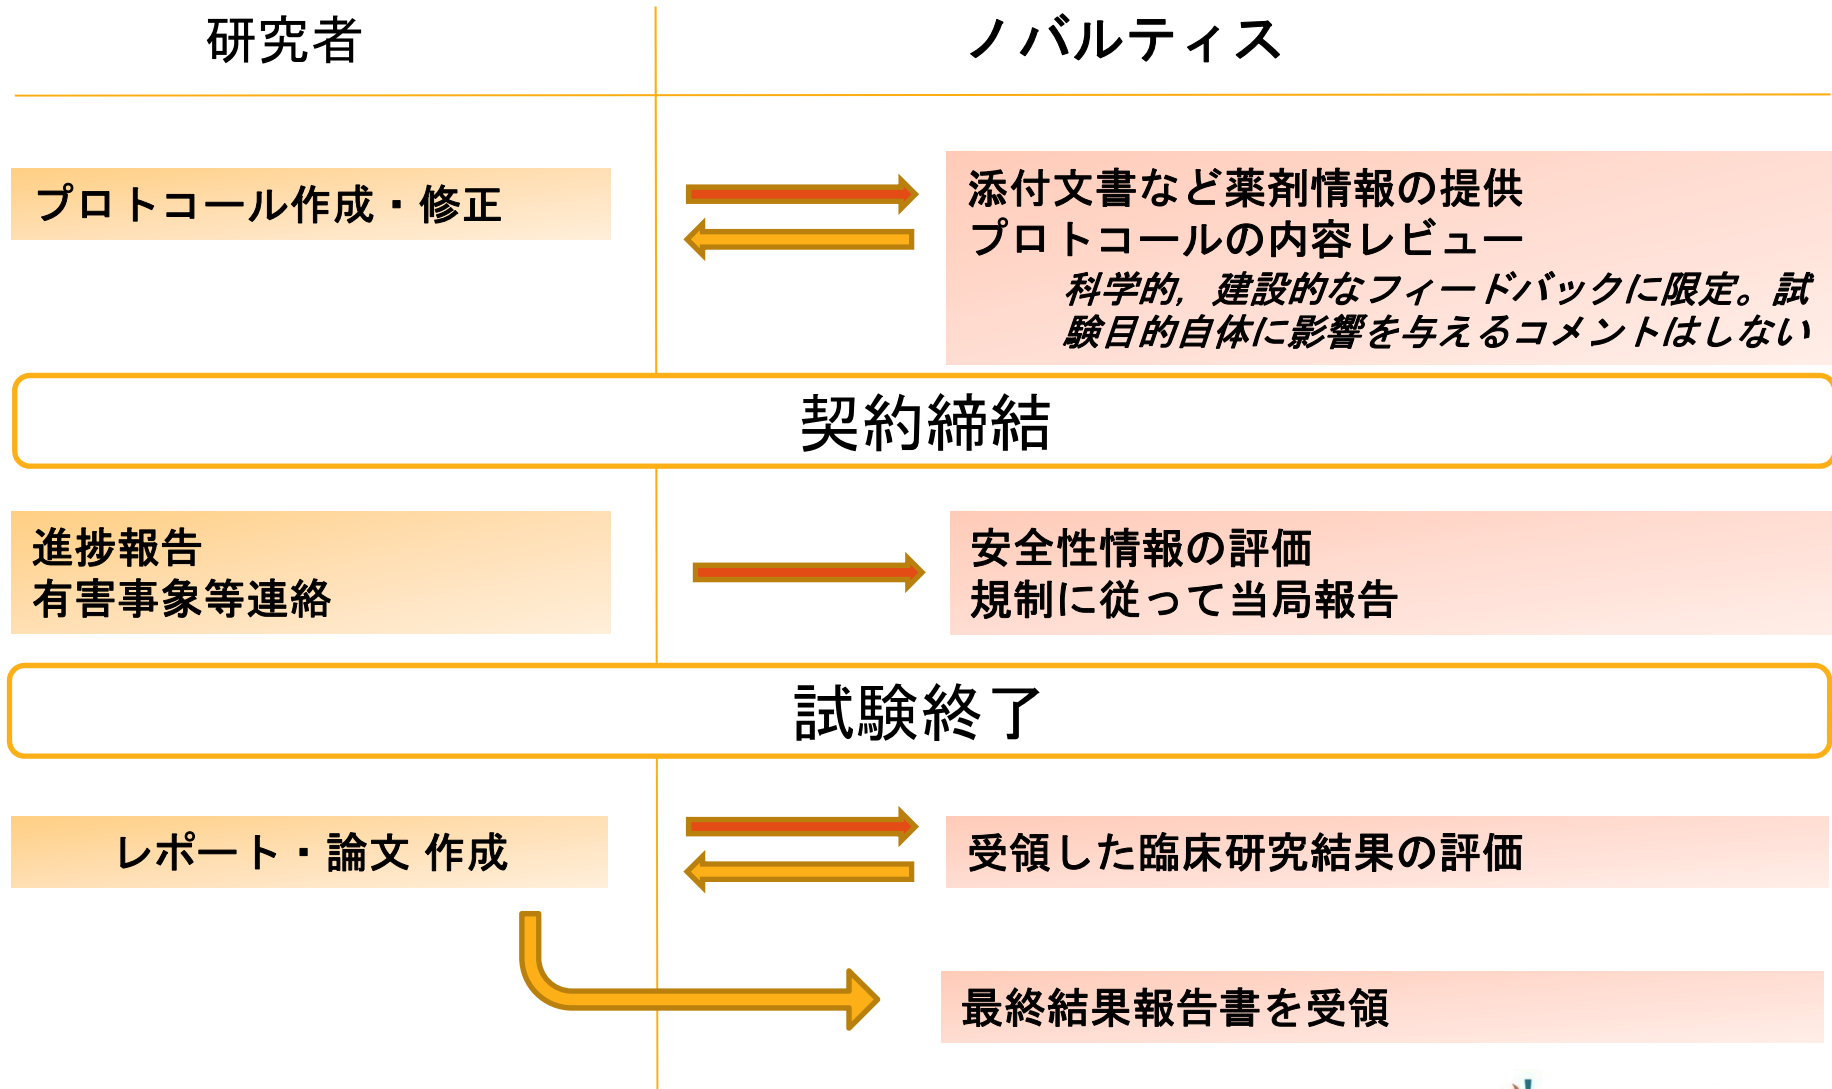 研究者
ノバルティス
プロトコール作成・修正
添付文書など薬剤情報の提供
プロトコールの内容レビュー
科学的，建設的なフィードバックに限定。試
験目的自体に影響を与えるコメントはしない
契約締結
進捗報告
有害事象等連絡
安全性情報の評価
規制に従って当局報告
試験終了
レポート・論文 作成
受領した臨床研究結果の評価
最終結果報告書を受領